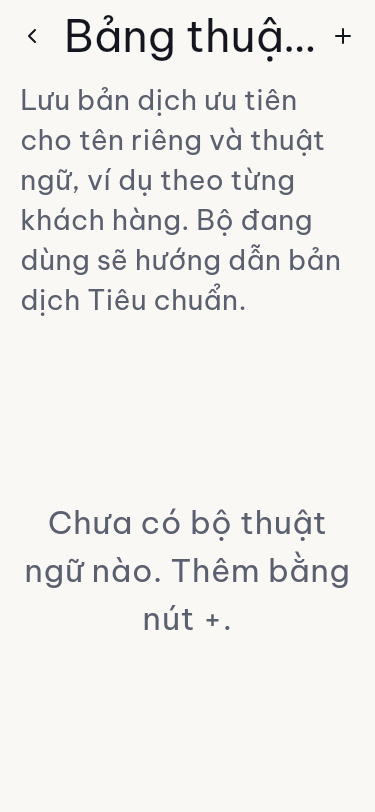 Bảng thuậ...
Lưu bản dịch ưu tiên
cho tên riêng và thuật
ngữ, ví dụ theo từng
khách hàng. Bộ đang
dùng sẽ hướng dẫn bản
dịch Tiêu chuẩn.
Chưa có bộ thuật
ngữ nào. Thêm bằng
nút +.